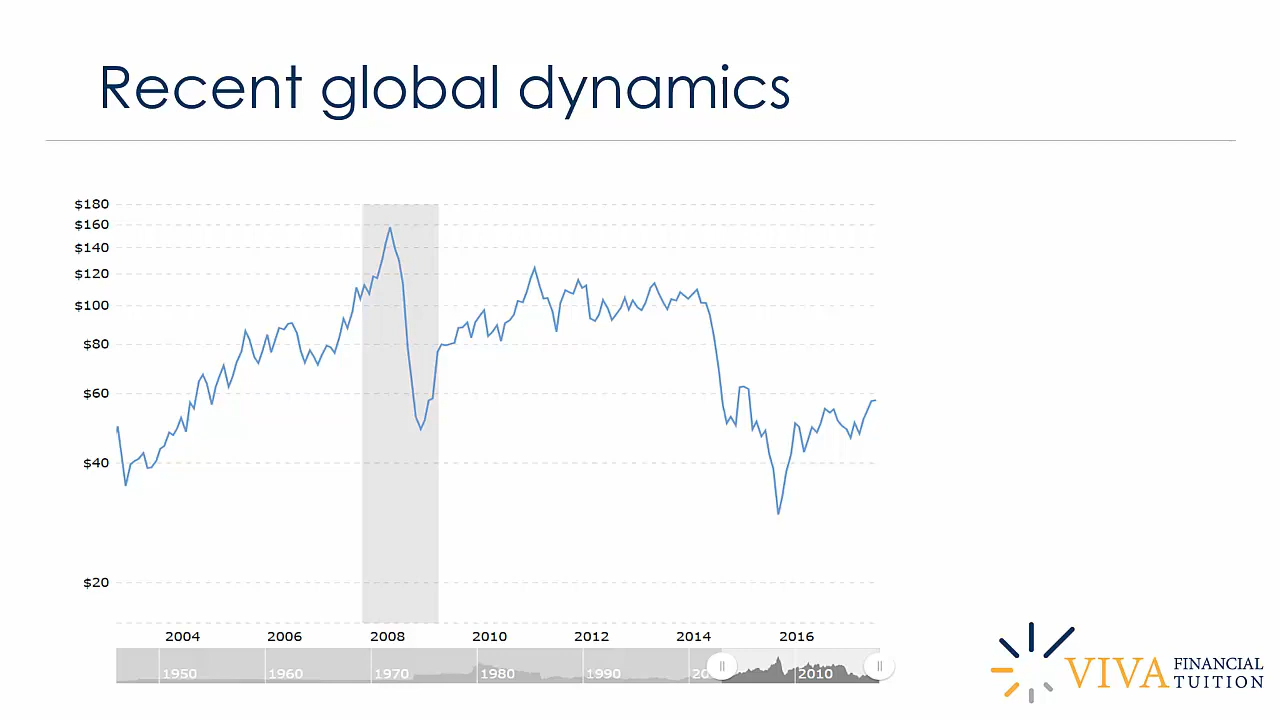 Recent global dynamics
$180
$160
$140
$120
$100
$80
$60
$40
$20
2004 2006 2008 2010 2012 2014 2016
1950 1960 1970 1980 1990 20 2010
VIVA FINANCIAL TUITION